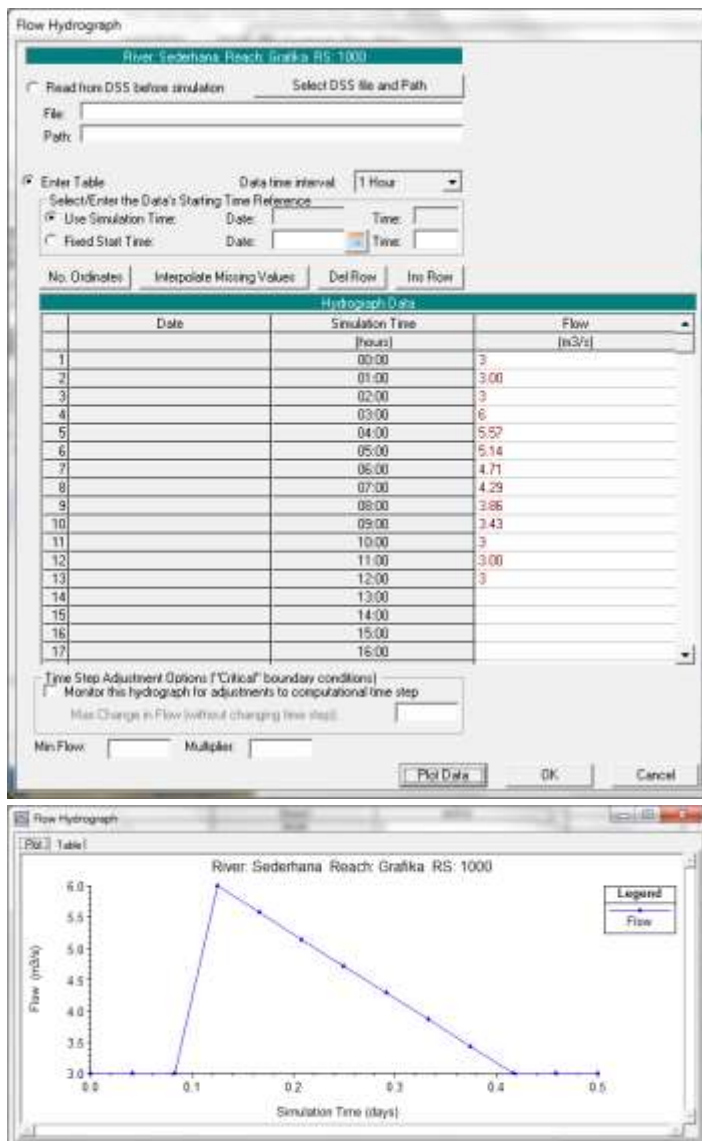 Flow Hydrograph
River: Sederhana Reach: Grafika RS: 1000
Read from DSS before simulation Select DSS file and Path
File:
Path:
Enter Table Data time interval: 1 Hour
Select/Enter the Data's Starting Time Reference
Use Simulation Time: Date: Time:
Fixed Start Time: Date: Time:
No. Ordinates Interpolate Missing Values Del Row Ins Row
Hydrograph Data
Date Simulation Time Flow
(hours) (m3/s)
1 00:00 3
2 01:00 3.00
3 02:00 3
4 03:00 6
5 04:00 5.57
6 05:00 5.14
7 06:00 4.71
8 07:00 4.29
9 08:00 3.86
10 09:00 3.43
11 10:00 3
12 11:00 3.00
13 12:00 3
14 13:00
15 14:00
16 15:00
17 16:00
Time Step Adjustment Options ("Critical" boundary conditions)
Monitor this hydrograph for adjustments to computational time step
Max Change in Flow (without changing time step):
Min Flow: Multiplier:
Plot Data OK Cancel
Flow Hydrograph
Plot Table
River: Sederhana Reach: Grafika RS: 1000
Legend
Flow
6.0
5.5
5.0
4.5
4.0
3.5
3.0
Flow (m3/s)
0.0 0.1 0.2 0.3 0.4 0.5
Simulation Time (days)